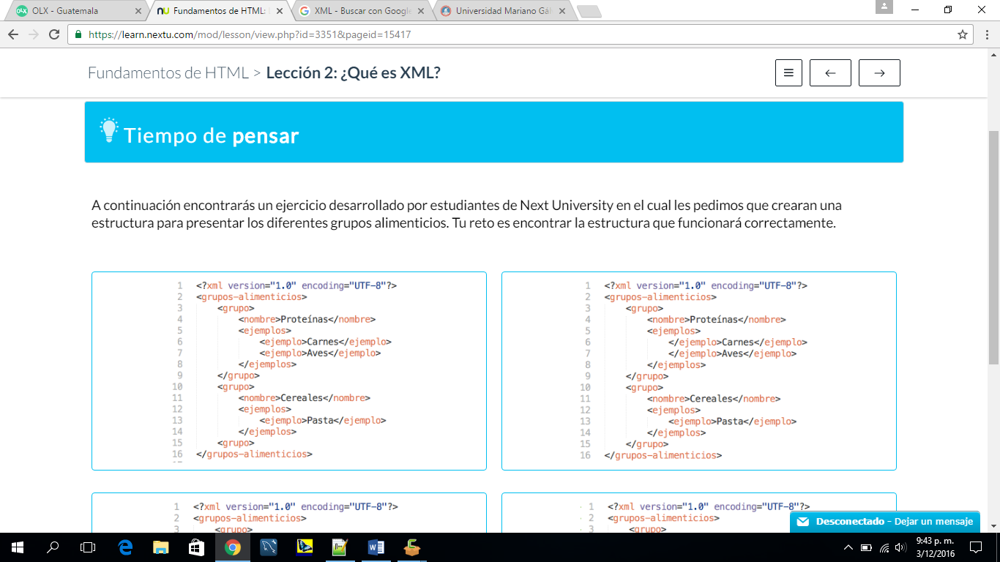 OLX - Guatemala
Fundamentos de HTML:
XML - Buscar con Google
Universidad Mariano Gál
https://learn.nextu.com/mod/lesson/view.php?id=3351&pageid=15417
Fundamentos de HTML > Lección 2: ¿Qué es XML?
Tiempo de pensar
A continuación encontrarás un ejercicio desarrollado por estudiantes de Next University en el cual les pedimos que crearan una
estructura para presentar los diferentes grupos alimenticios. Tu reto es encontrar la estructura que funcionará correctamente.
1 <?xml version="1.0" encoding="UTF-8"?>
2 <grupos-alimenticios>
3 <grupo>
4 <nombre>Proteínas</nombre>
5 <ejemplos>
6 <ejemplo>Carnes</ejemplo>
7 <ejemplo>Aves</ejemplo>
8 </ejemplos>
9 </grupo>
10 <grupo>
11 <nombre>Cereales</nombre>
12 <ejemplos>
13 <ejemplo>Pasta</ejemplo>
14 </ejemplos>
15 <grupo>
16 </grupos-alimenticios>
1 <?xml version="1.0" encoding="UTF-8"?>
2 <grupos-alimenticios>
3 <grupo>
4 <nombre>Proteínas</nombre>
5 <ejemplos>
6 </ejemplo>Carnes</ejemplo>
7 </ejemplo>Aves</ejemplo>
8 </ejemplos>
9 </grupo>
10 <grupo>
11 <nombre>Cereales</nombre>
12 <ejemplos>
13 <ejemplo>Pasta</ejemplo>
14 </ejemplos>
15 </grupo>
16 </grupos-alimenticios>
1 <?xml version="1.0" encoding="UTF-8"?>
2 <grupos-alimenticios>
3 <grupo>
1 <?xml version="1.0" encoding="UTF-8"?>
2 <grupos-alimenticios>
3 <grupo>
Desconectado - Dejar un mensaje
9:43 p. m.
3/12/2016